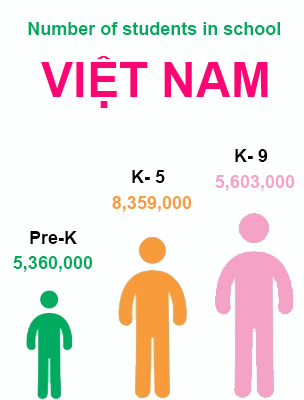 Number of students in school
VIỆT NAM
K- 9
5,603,000
K- 5
8,359,000
Pre-K
5,360,000